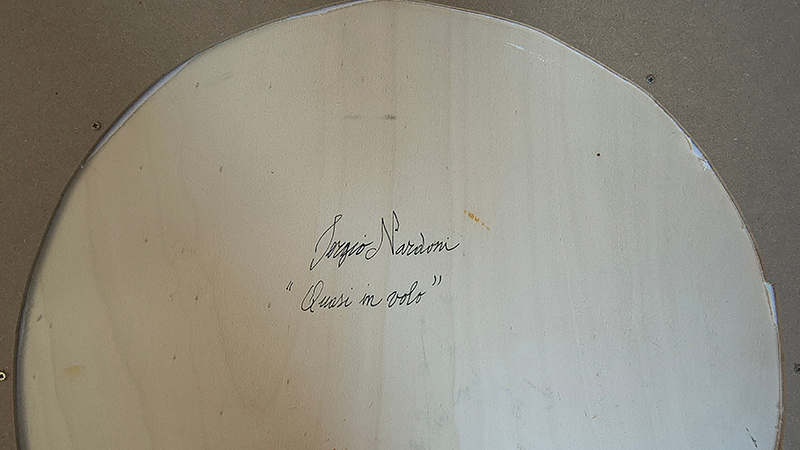 Sergio Nardoni
"Quasi in volo"